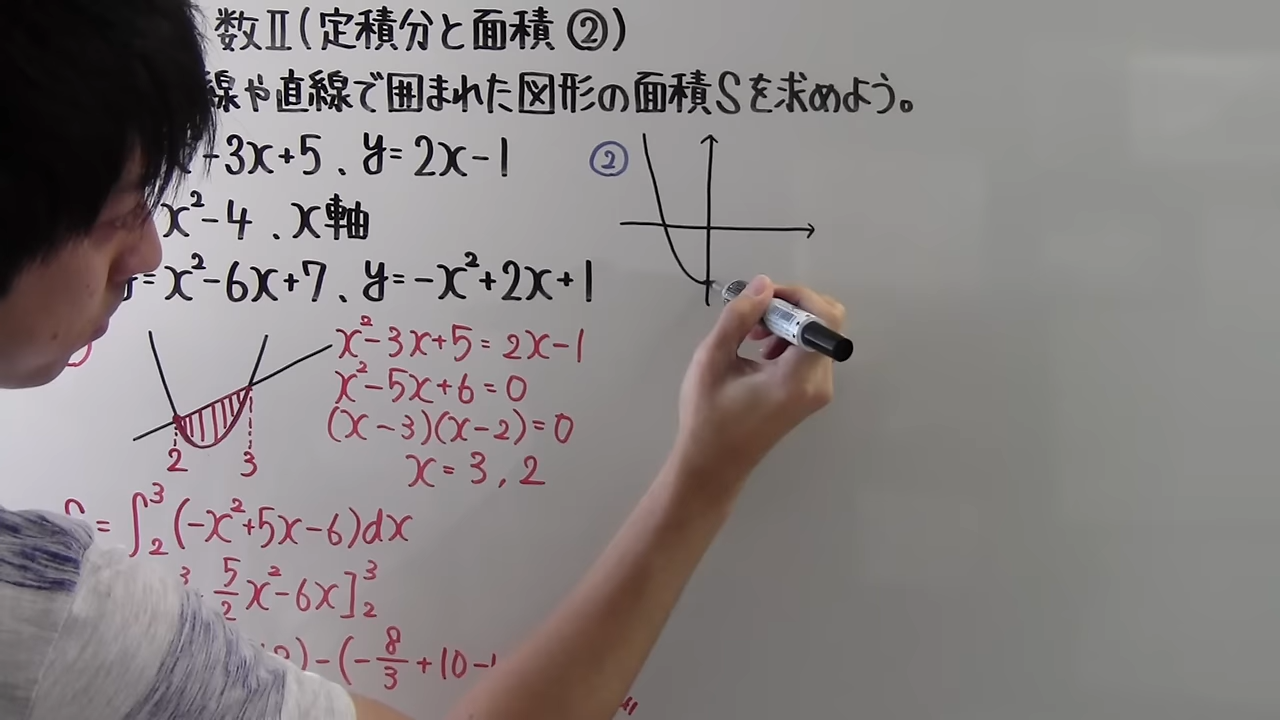 数Ⅱ(定積分と面積 ②)
線や直線で囲まれた図形の面積Sを求めよう。
-3x+5、y=2x-1
x²-4、x軸
y=x²-6x+7、y=-x²+2x+1
②
x²-3x+5=2x-1
x²-5x+6=0
(x-3)(x-2)=0
x=3,2
2 3
=∫₂³(-x²+5x-6)dx
5/2x²-6x]₂³
)-(-8/3+10-